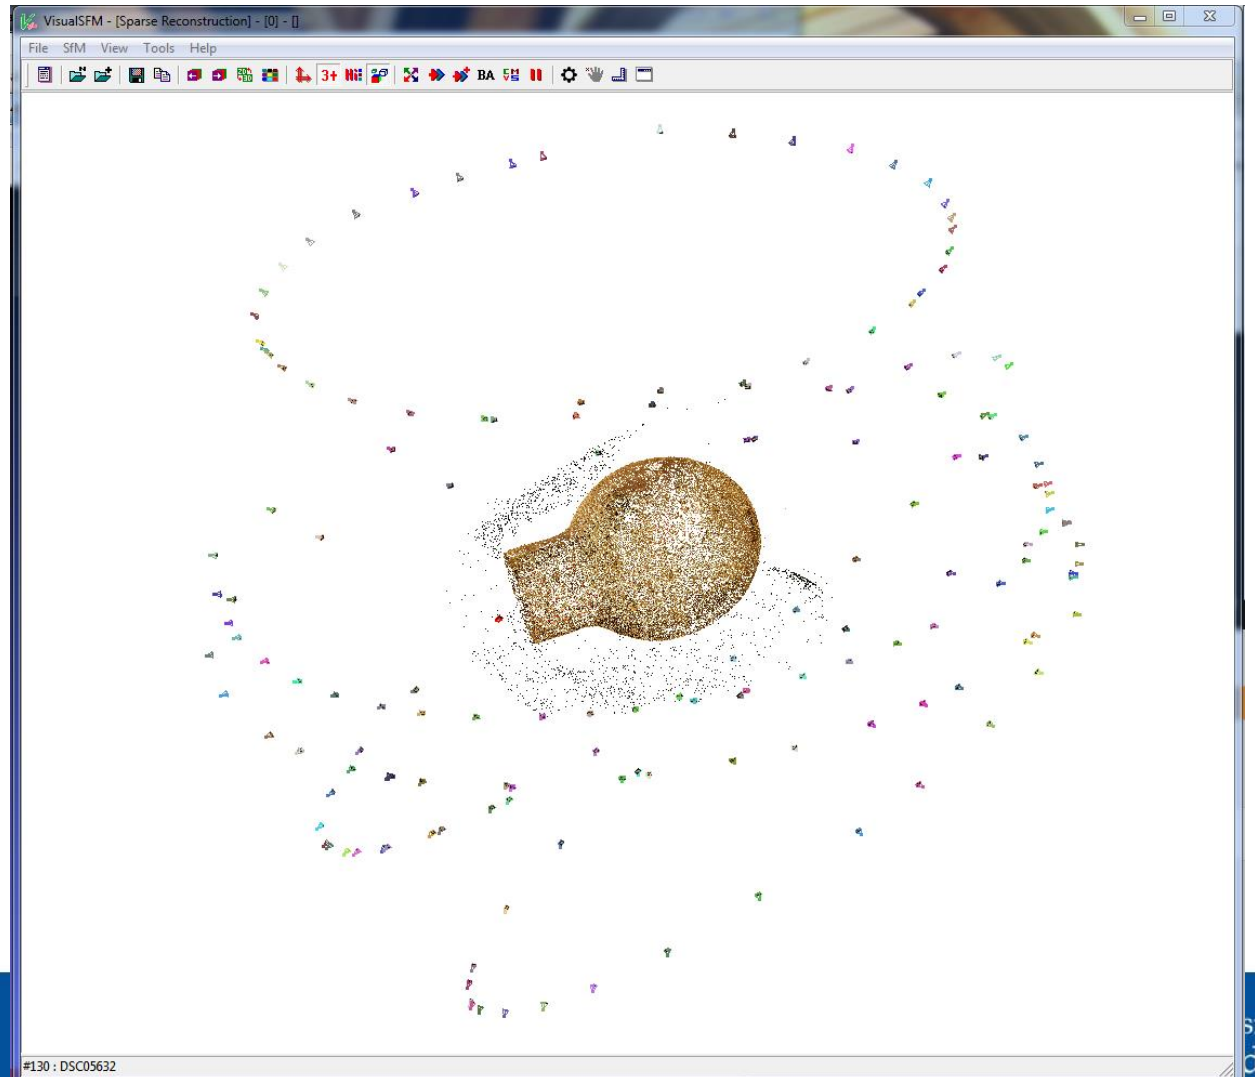 VisualSFM - [Sparse Reconstruction] - [0] - []
File SfM View Tools Help
3+ BA
#130 : DSC05632